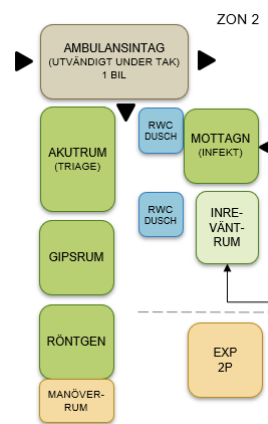 ZON 2
AMBULANSINTAG
(UTVÄNDIGT UNDER TAK)
1 BIL
AKUTRUM
(TRIAGE)
RWC
DUSCH
MOTTAGN
(INFEKT)
RWC
DUSCH
INRE-
VÄNT-
RUM
GIPSRUM
RÖNTGEN
MANÖVER-
RUM
EXP
2P